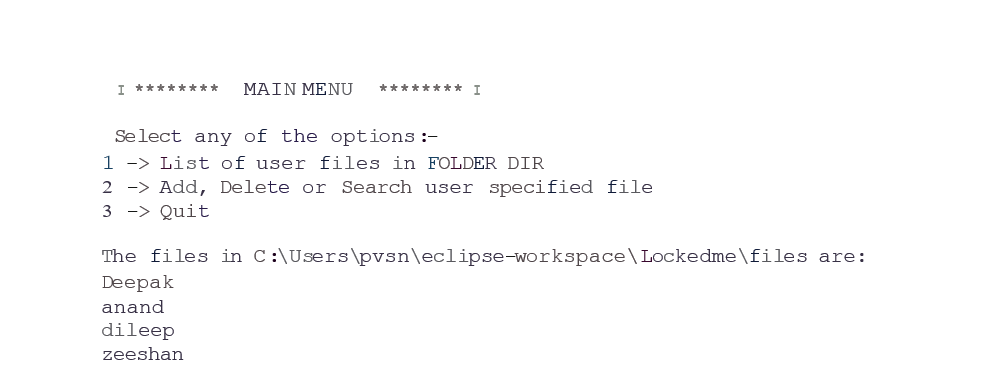 I ******** MAIN MENU ******** I
Select any of the options:-
1 -> List of user files in FOLDER DIR
2 -> Add, Delete or Search user specified file
3 -> Quit
The files in C:\Users\pvsn\eclipse-workspace\Lockedme\files are:
Deepak
anand
dileep
zeeshan